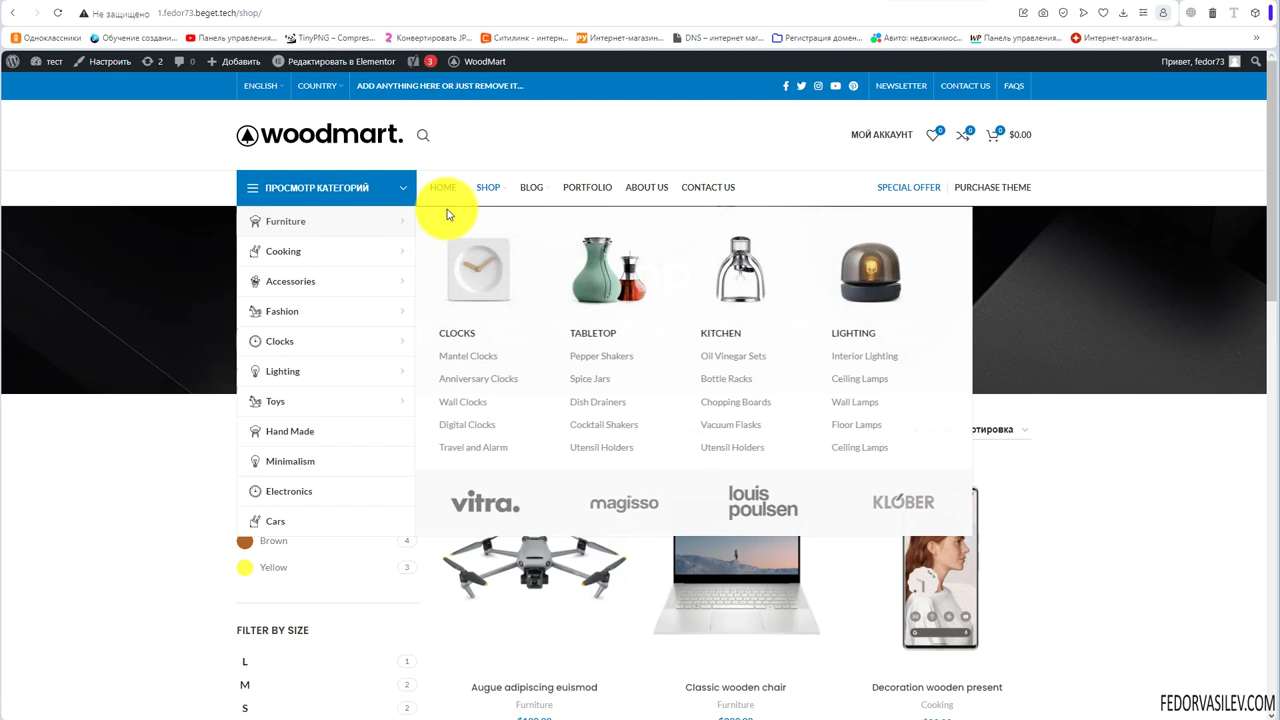 Не защищено 1.fedor73.beget.tech/shop/
Одноклассники Обучение создани... Панель управления... TinyPNG – Compres... Конвертировать JP... Ситилинк - интерн... Интернет-магазин... DNS – интернет маг... Регистрация домен... Авито: недвижимос... Панель управления... Интернет-магазин... »
тест Настроить 2 0 Добавить Редактировать в Elementor 3 WoodMart Привет, fedor73
ENGLISH COUNTRY ADD ANYTHING HERE OR JUST REMOVE IT... NEWSLETTER CONTACT US FAQS
woodmart. МОЙ АККАУНТ 0 0 0 $0.00
ПРОСМОТР КАТЕГОРИЙ HOME SHOP BLOG PORTFOLIO ABOUT US CONTACT US SPECIAL OFFER PURCHASE THEME
Furniture
Cooking
Accessories
Fashion
Clocks
Lighting
Toys
Hand Made
Minimalism
Electronics
Cars
CLOCKS
Mantel Clocks
Anniversary Clocks
Wall Clocks
Digital Clocks
Travel and Alarm
TABLETOP
Pepper Shakers
Spice Jars
Dish Drainers
Cocktail Shakers
Utensil Holders
KITCHEN
Oil Vinegar Sets
Bottle Racks
Chopping Boards
Vacuum Flasks
Utensil Holders
LIGHTING
Interior Lighting
Ceiling Lamps
Wall Lamps
Floor Lamps
Ceiling Lamps
vitra. magisso louis poulsen KLÖBER
ортировка
Brown 4
Yellow 3
FILTER BY SIZE
L 1
M 2
S 2
Augue adipiscing euismod
Furniture
Classic wooden chair
Furniture
Decoration wooden present
Cooking
FEDORVASILEV.COM